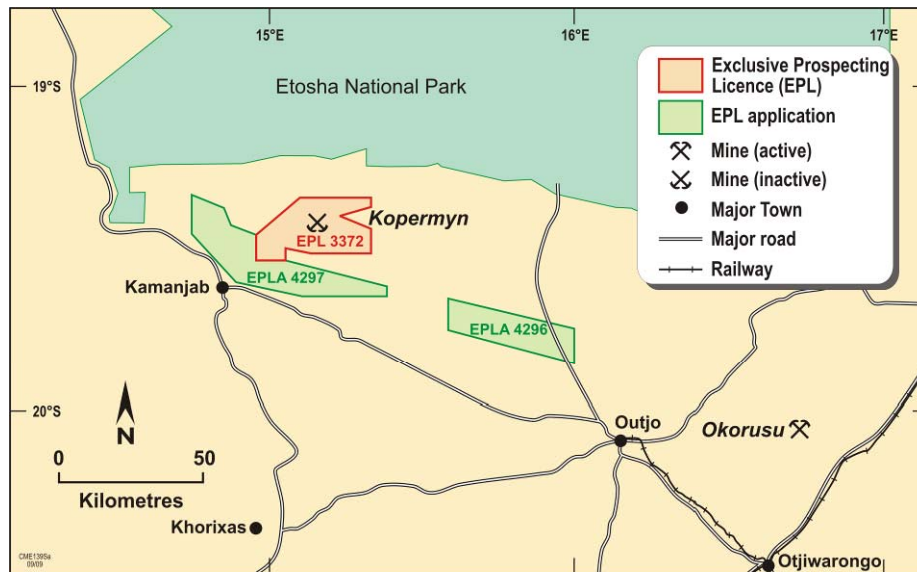 15°E
16°E
17°E
19°S
Etosha National Park
Exclusive Prospecting
Licence (EPL)
EPL application
Mine (active)
Mine (inactive)
Major Town
Major road
Railway
Kopermyn
EPL 3372
EPLA 4297
Kamanjab
EPLA 4296
20°S
N
Outjo
Okorusu
0
50
Kilometres
Khorixas
Otjiwarongo
CME139Sa
09/09